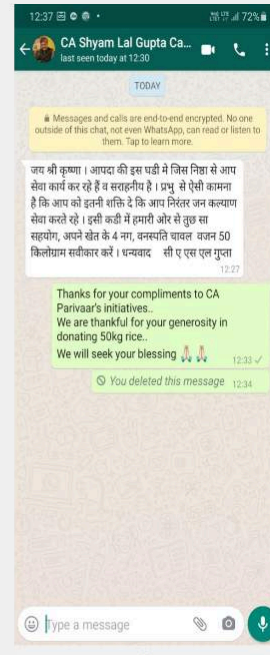 12:37
72%
CA Shyam Lal Gupta Ca...
last seen today at 12:30
TODAY
Messages and calls are end-to-end encrypted. No one
outside of this chat, not even WhatsApp, can read or listen to
them. Tap to learn more.
जय श्री कृष्णा । आपदा की इस घडी मे जिस निष्ठा से आप
सेवा कार्य कर रहे हैं व सराहनीय है । प्रभु से ऐसी कामना
है कि आप को इतनी शक्ति दे कि आप निरंतर जन कल्याण
सेवा करते रहे । इसी कडी में हमारी ओर से तुछ सा
सहयोग, अपने खेत के 4 नग, वनस्पति चावल वजन 50
किलोग्राम सवीकार करें । धन्यवाद सी ए एस एल गुप्ता
12:27
Thanks for your compliments to CA
Parivaar's initiatives..
We are thankful for your generosity in
donating 50kg rice..
We will seek your blessing 🙏 🙏
12:33
You deleted this message 12:34
Type a message